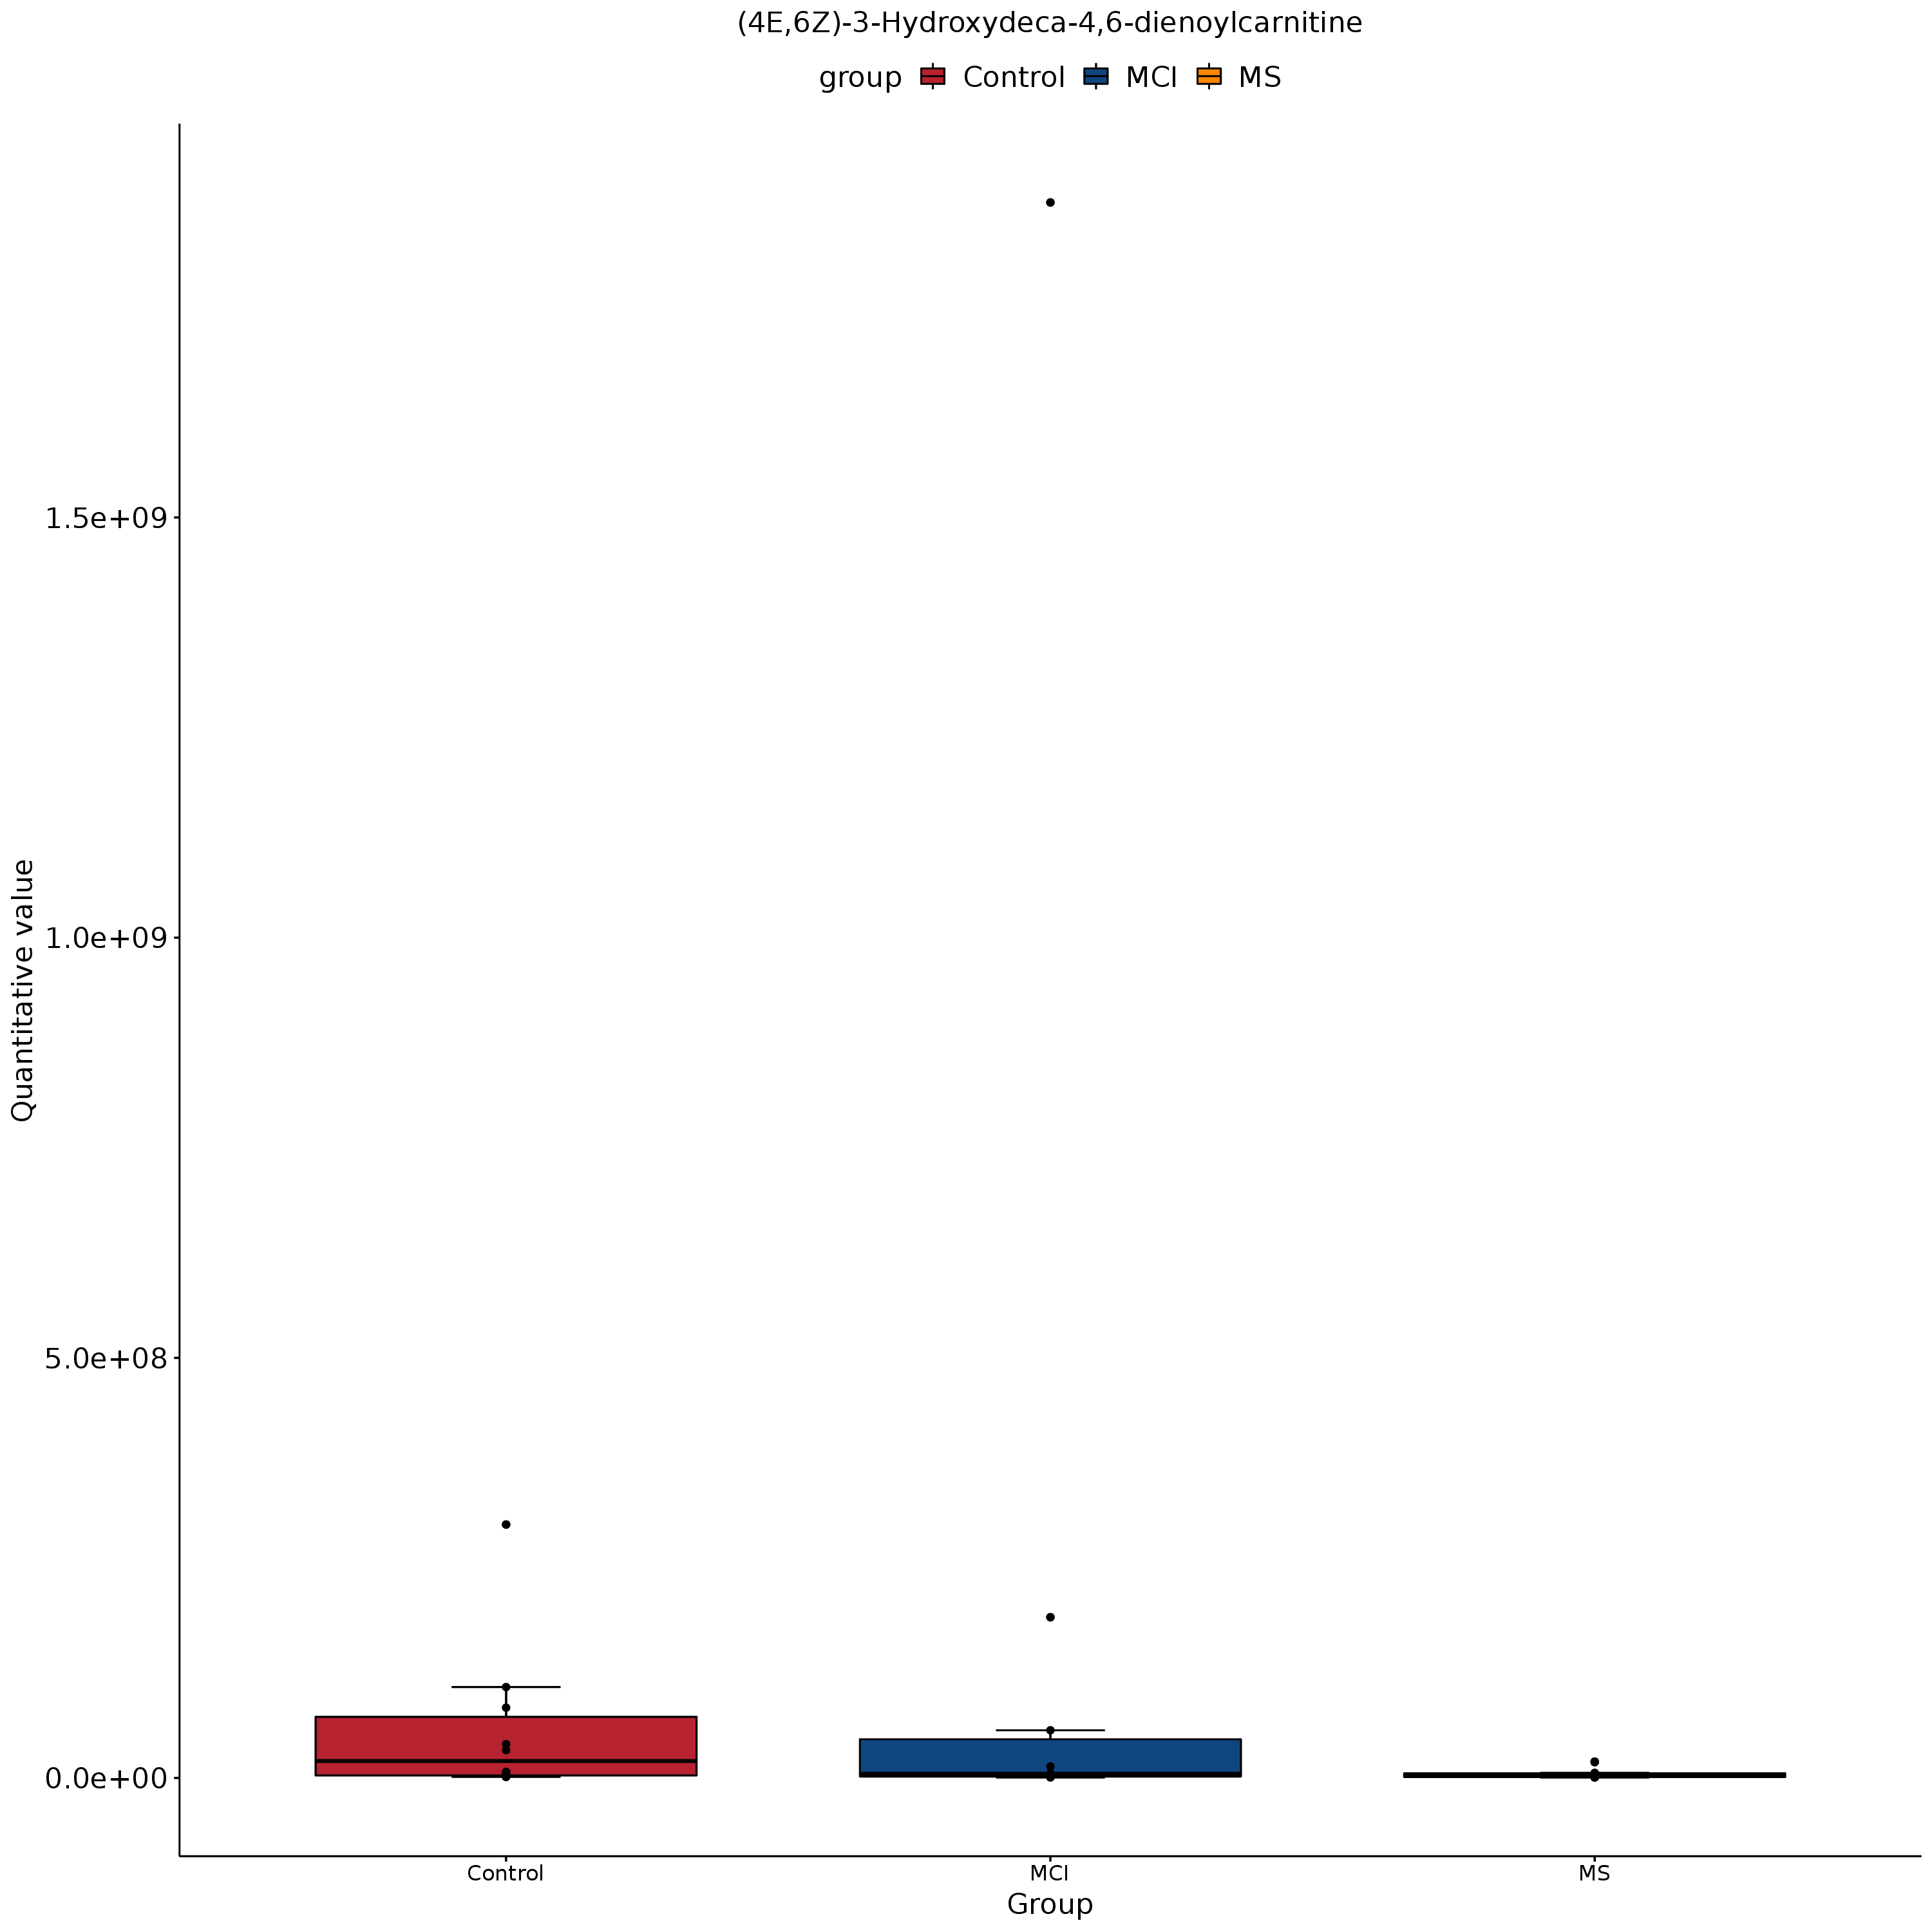 (4E,6Z)-3-Hydroxydeca-4,6-dienoylcarnitine
group Control MCI MS
Quantitative value
1.5e+09
1.0e+09
5.0e+08
0.0e+00
Control MCI MS
Group